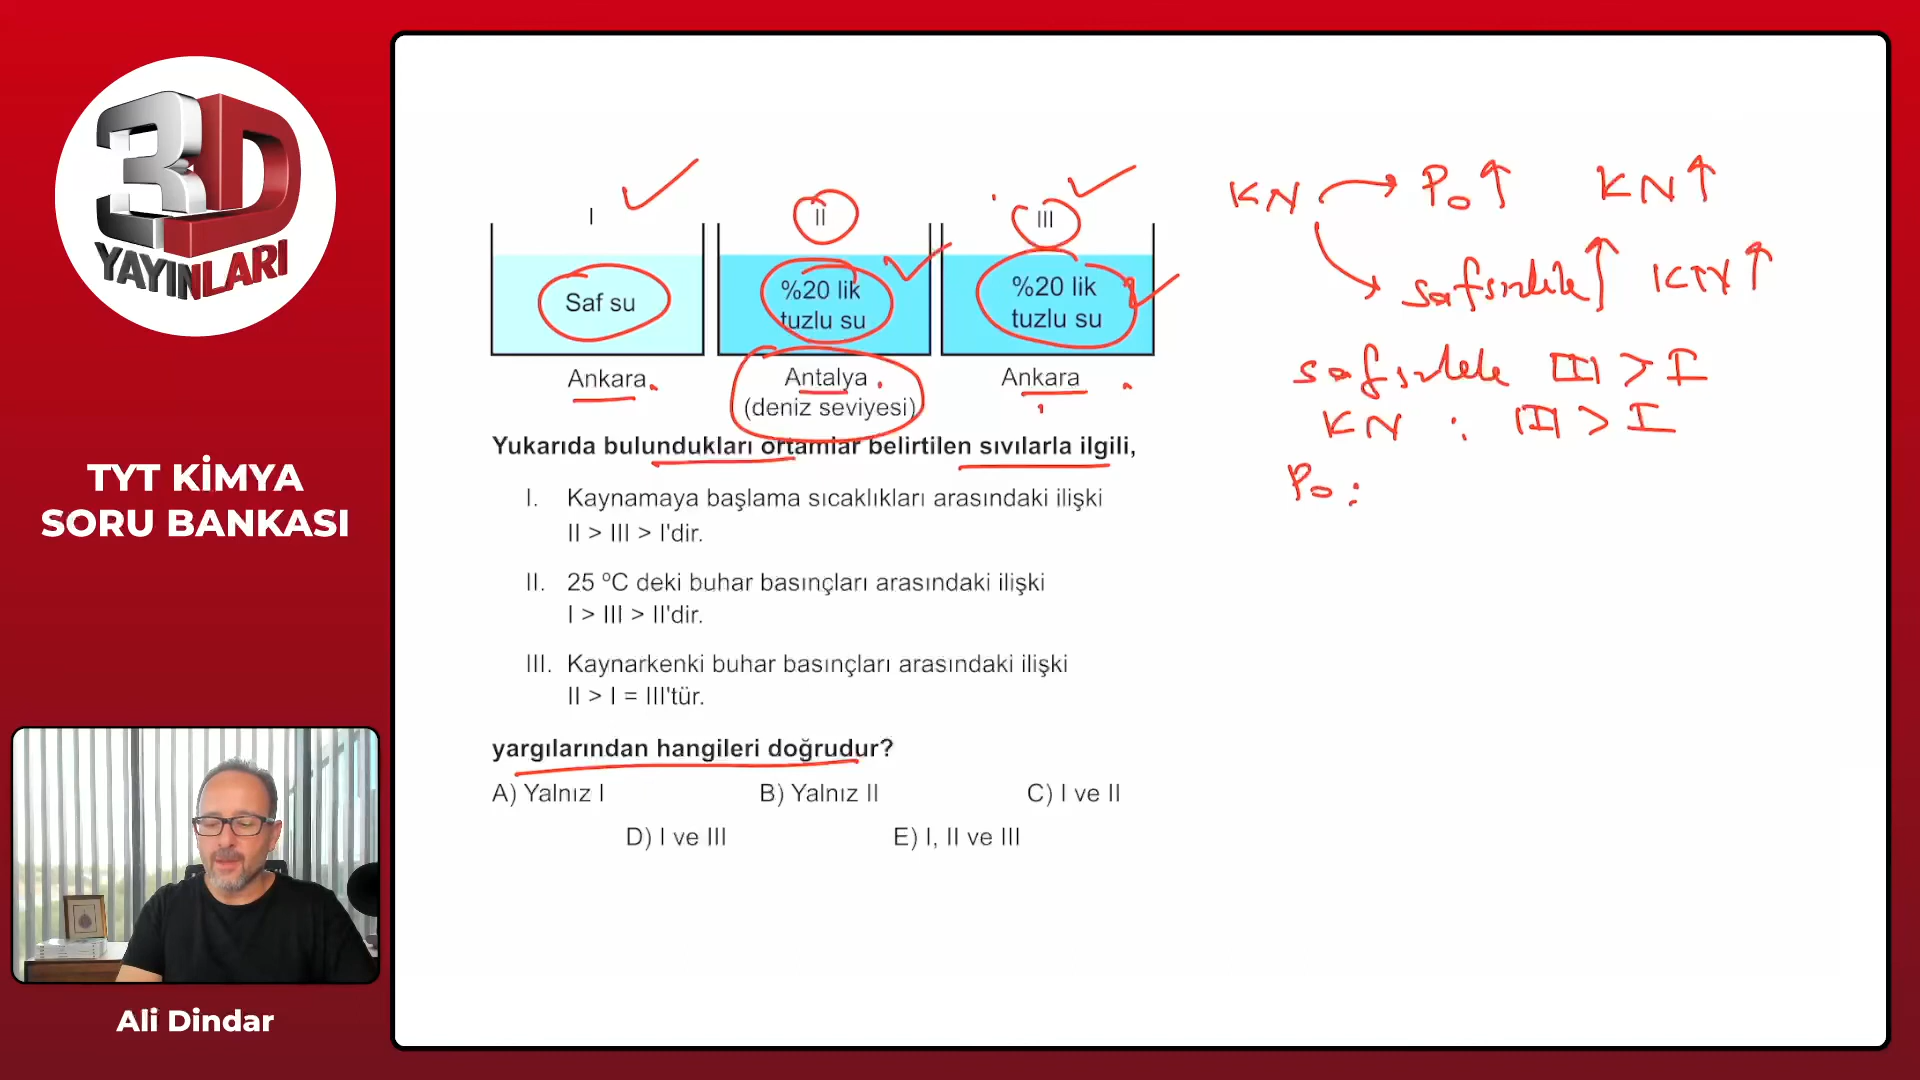 3D
YAYINLARI
TYT KİMYA
SORU BANKASI
Ali Dindar
I II III
Saf su
%20 lik
tuzlu su
%20 lik
tuzlu su
Ankara
Antalya
(deniz seviyesi)
Ankara
Yukarıda bulundukları ortamlar belirtilen sıvılarla ilgili,
I. Kaynamaya başlama sıcaklıkları arasındaki ilişki
II > III > I'dir.
II. 25 ºC deki buhar basınçları arasındaki ilişki
I > III > II'dir.
III. Kaynarkenki buhar basınçları arasındaki ilişki
II > I = III'tür.
yargılarından hangileri doğrudur?
A) Yalnız I B) Yalnız II C) I ve II
D) I ve III E) I, II ve III
KN → Po ↑ KN ↑
→ safsızlık ↑ KN ↑
safsızlık III > I
KN : III > I
Po :